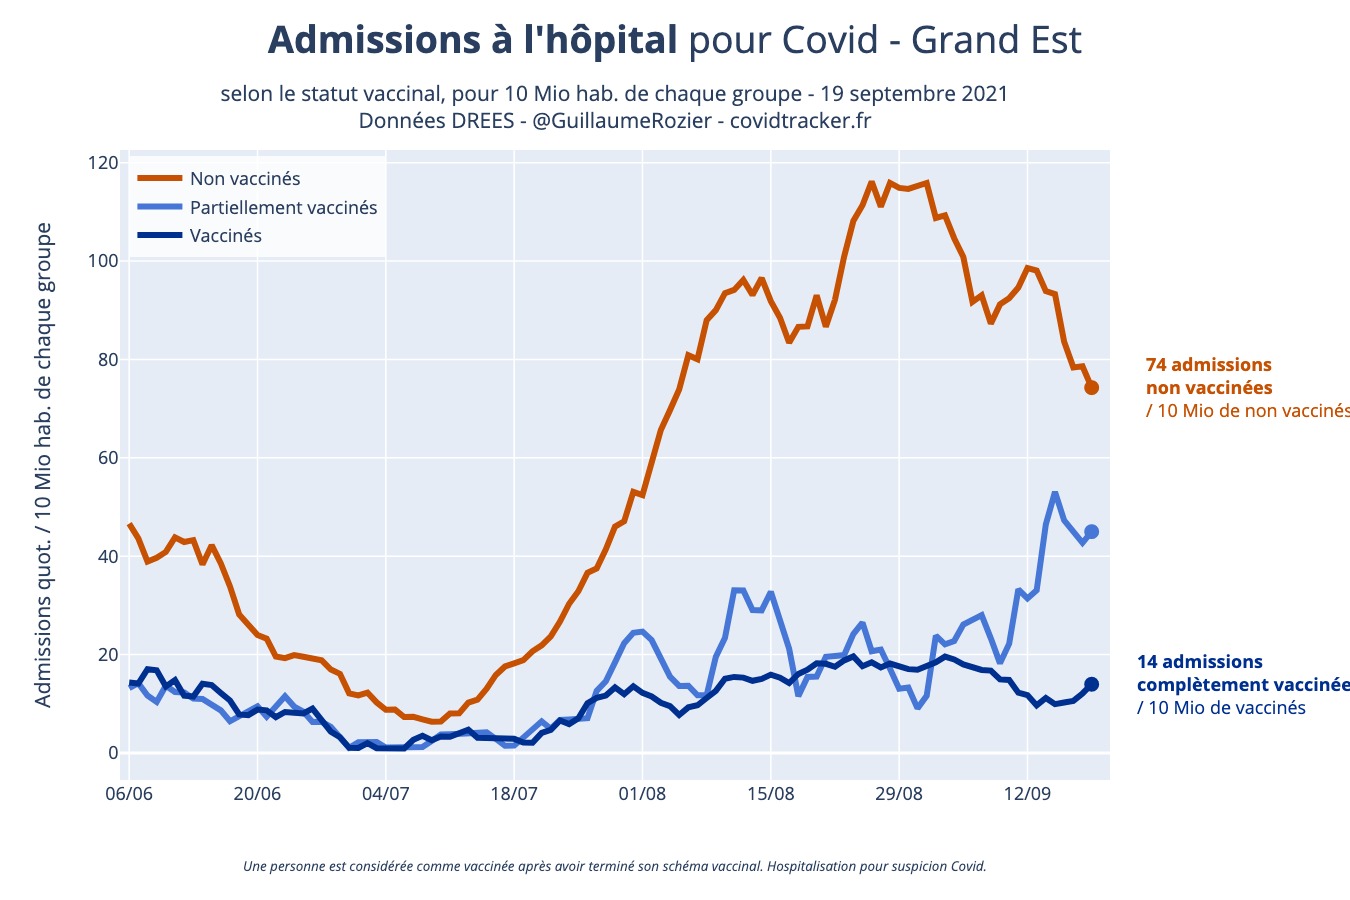 Admissions à l'hôpital pour Covid - Grand Est
selon le statut vaccinal, pour 10 Mio hab. de chaque groupe - 19 septembre 2021
Données DREES - @GuillaumeRozier - covidtracker.fr
Admissions quot. / 10 Mio hab. de chaque groupe
120
100
80
60
40
20
0
Non vaccinés
Partiellement vaccinés
Vaccinés
74 admissions
non vaccinées
/ 10 Mio de non vaccinés
14 admissions
complètement vaccinée
/ 10 Mio de vaccinés
06/06
20/06
04/07
18/07
01/08
15/08
29/08
12/09
Une personne est considérée comme vaccinée après avoir terminé son schéma vaccinal. Hospitalisation pour suspicion Covid.